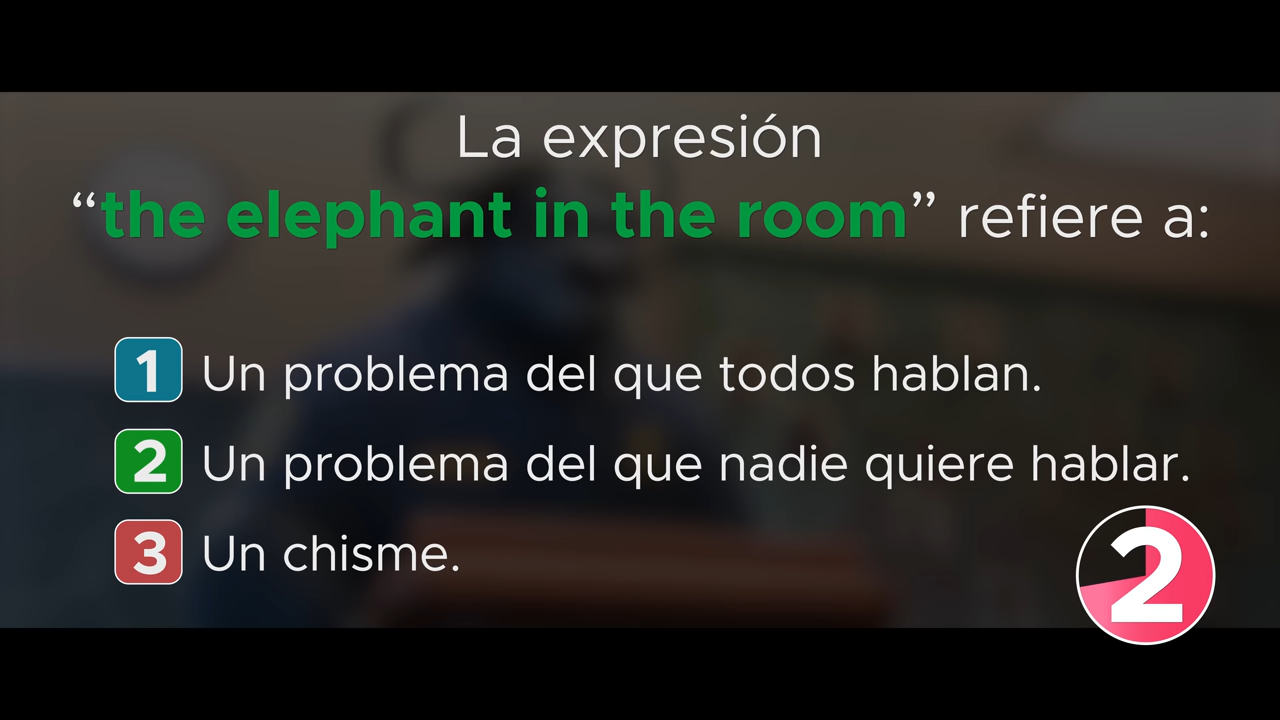 La expresión
“the elephant in the room” refiere a:
1 Un problema del que todos hablan.
2 Un problema del que nadie quiere hablar.
3 Un chisme.
2